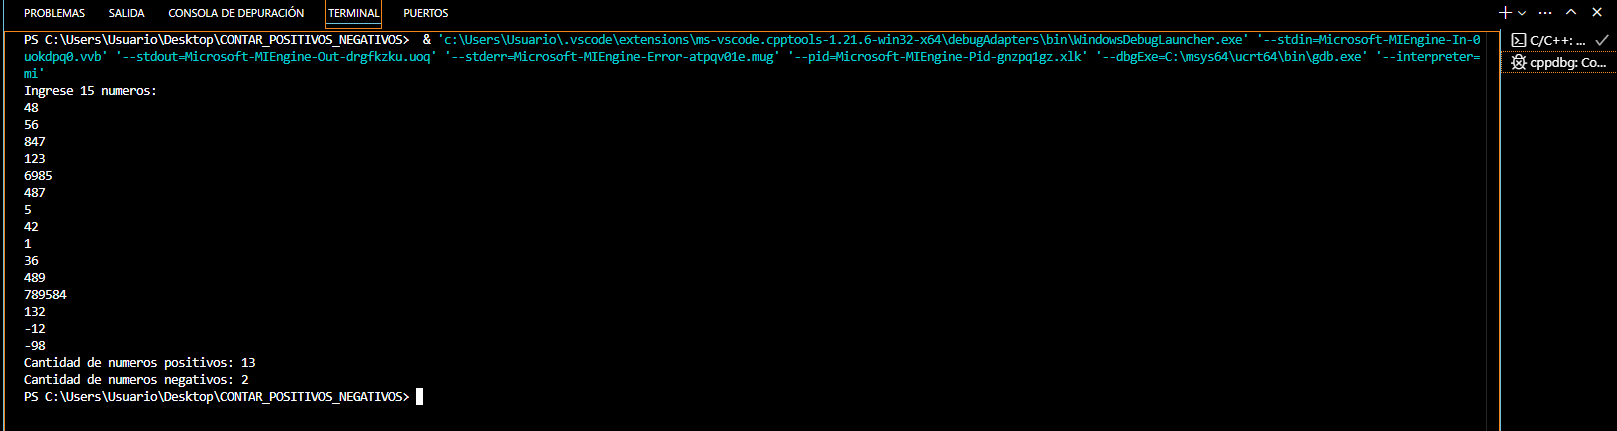 PROBLEMAS SALIDA CONSOLA DE DEPURACIÓN TERMINAL PUERTOS
PS C:\Users\Usuario\Desktop\CONTAR_POSITIVOS_NEGATIVOS>  & 'c:\Users\Usuario\.vscode\extensions\ms-vscode.cpptools-1.21.6-win32-x64\debugAdapters\bin\WindowsDebugLauncher.exe' '--stdin=Microsoft-MIEngine-In-0
uokdpq0.vvb' '--stdout=Microsoft-MIEngine-Out-drgfkzku.uoq' '--stderr=Microsoft-MIEngine-Error-atpqv01e.mug' '--pid=Microsoft-MIEngine-Pid-gnzpq1gz.xlk' '--dbgExe=C:\msys64\ucrt64\bin\gdb.exe' '--interpreter=
mi'
Ingrese 15 numeros:
48
56
847
123
6985
487
5
42
1
36
489
789584
132
-12
-98
Cantidad de numeros positivos: 13
Cantidad de numeros negativos: 2
PS C:\Users\Usuario\Desktop\CONTAR_POSITIVOS_NEGATIVOS>
C/C++: ...
cppdbg: Co...